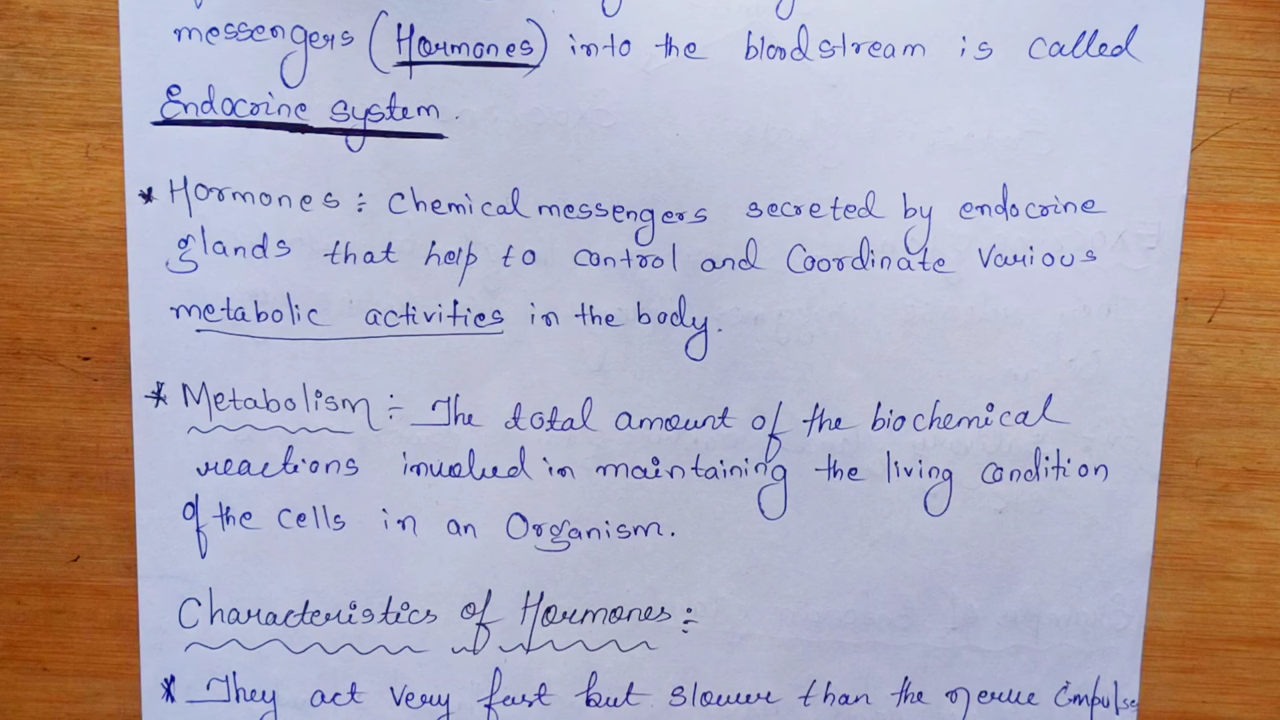 messengers (Hormones) into the bloodstream is called
Endocrine system.
* Hormones : Chemical messengers secreted by endocrine
glands that help to control and Coordinate Various
metabolic activities in the body.
* Metabolism :- The total amount of the biochemical
reactions involved in maintaining the living condition
of the cells in an Organism.
Characteristics of Hormones :-
* They act very fast but slower than the nerve impulse